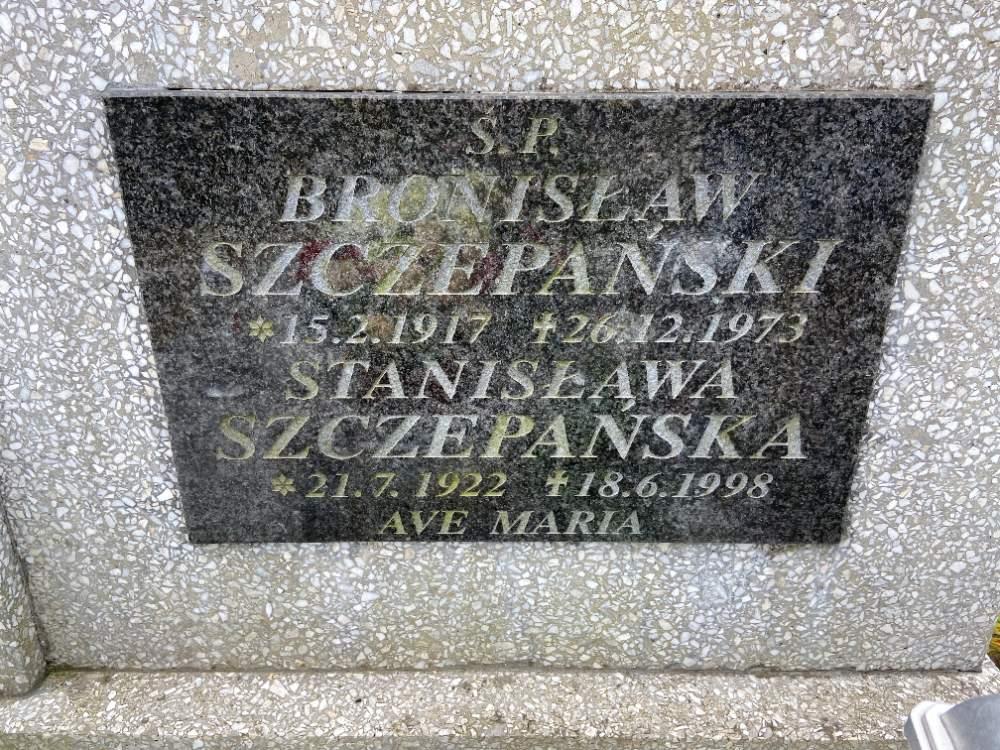 Ś.P.
BRONISŁAW
SZCZEPAŃSKI
* 15.2.1917 ✝ 26.12.1973
STANISŁAWA
SZCZEPAŃSKA
* 21.7.1922 ✝ 18.6.1998
AVE MARIA